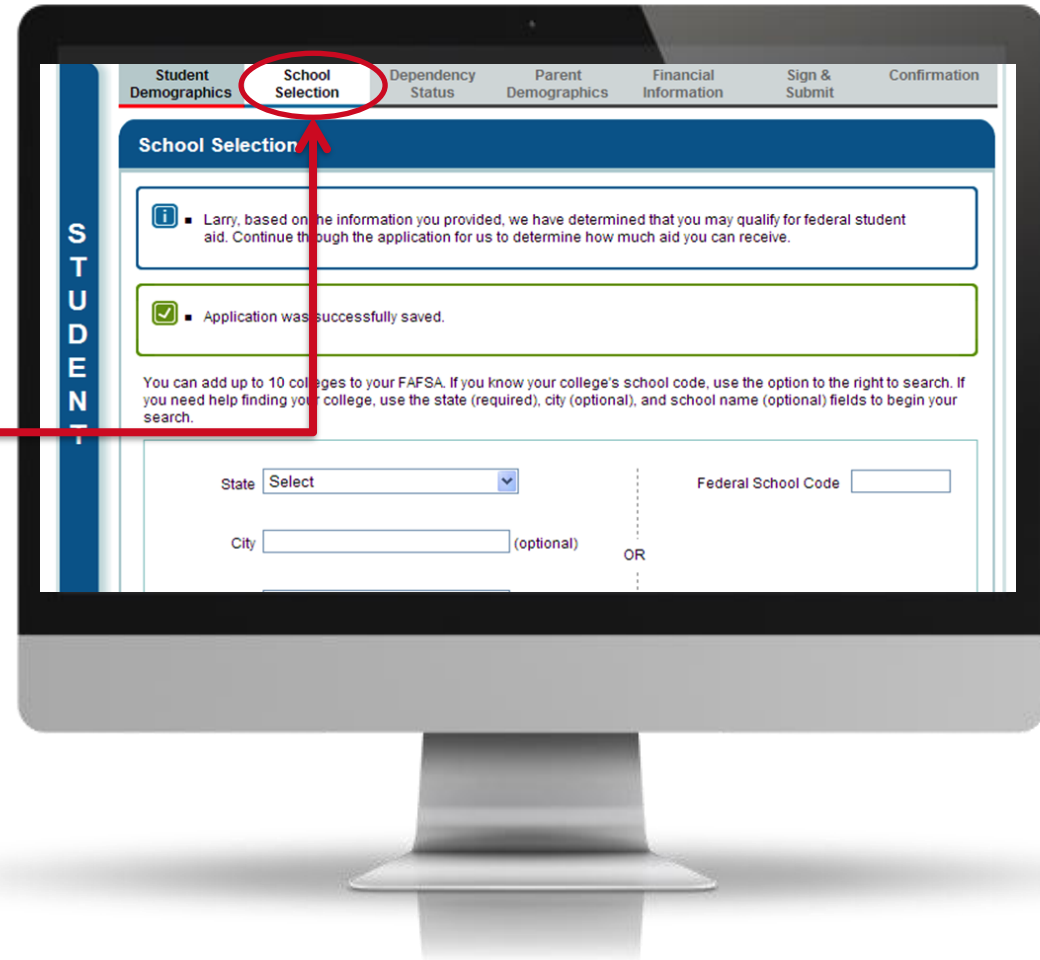 Student Demographics
School Selection
Dependency Status
Parent Demographics
Financial Information
Sign & Submit
Confirmation
School Selection
STUDENT
Larry, based on the information you provided, we have determined that you may qualify for federal student
aid. Continue through the application for us to determine how much aid you can receive.
Application was successfully saved.
You can add up to 10 colleges to your FAFSA. If you know your college's school code, use the option to the right to search. If
you need help finding your college, use the state (required), city (optional), and school name (optional) fields to begin your
search.
State Select
Federal School Code
City (optional)
OR